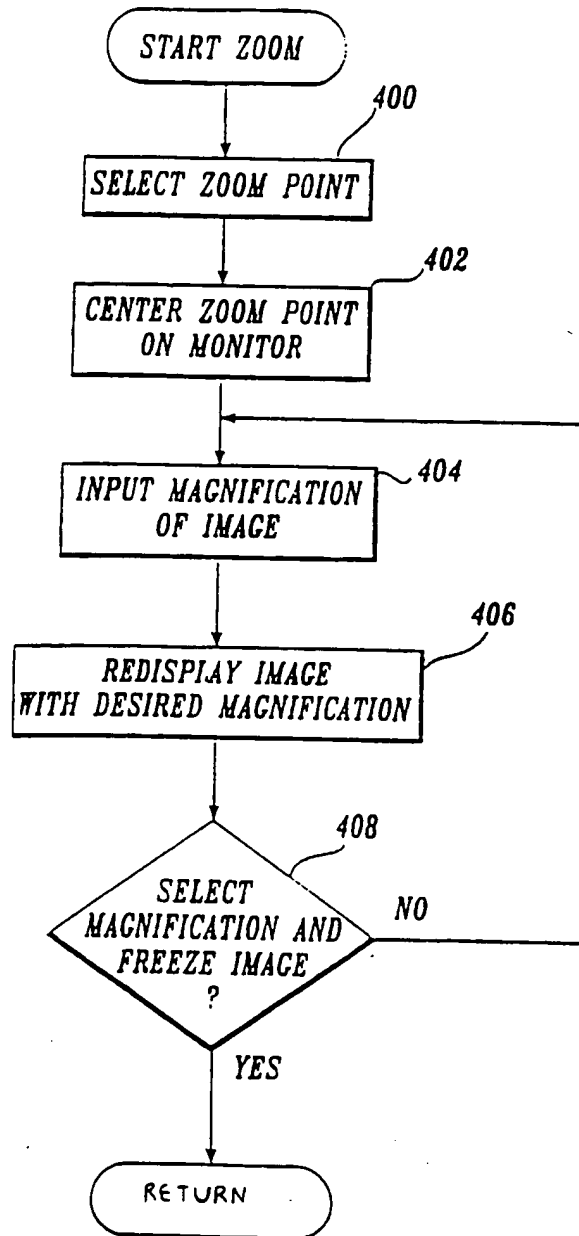 START ZOOM
400
SELECT ZOOM POINT
402
CENTER ZOOM POINT
ON MONITOR
404
INPUT MAGNIFICATION
OF IMAGE
406
REDISPLAY IMAGE
WITH DESIRED MAGNIFICATION
408
SELECT
MAGNIFICATION AND
FREEZE IMAGE
?
NO
YES
RETURN